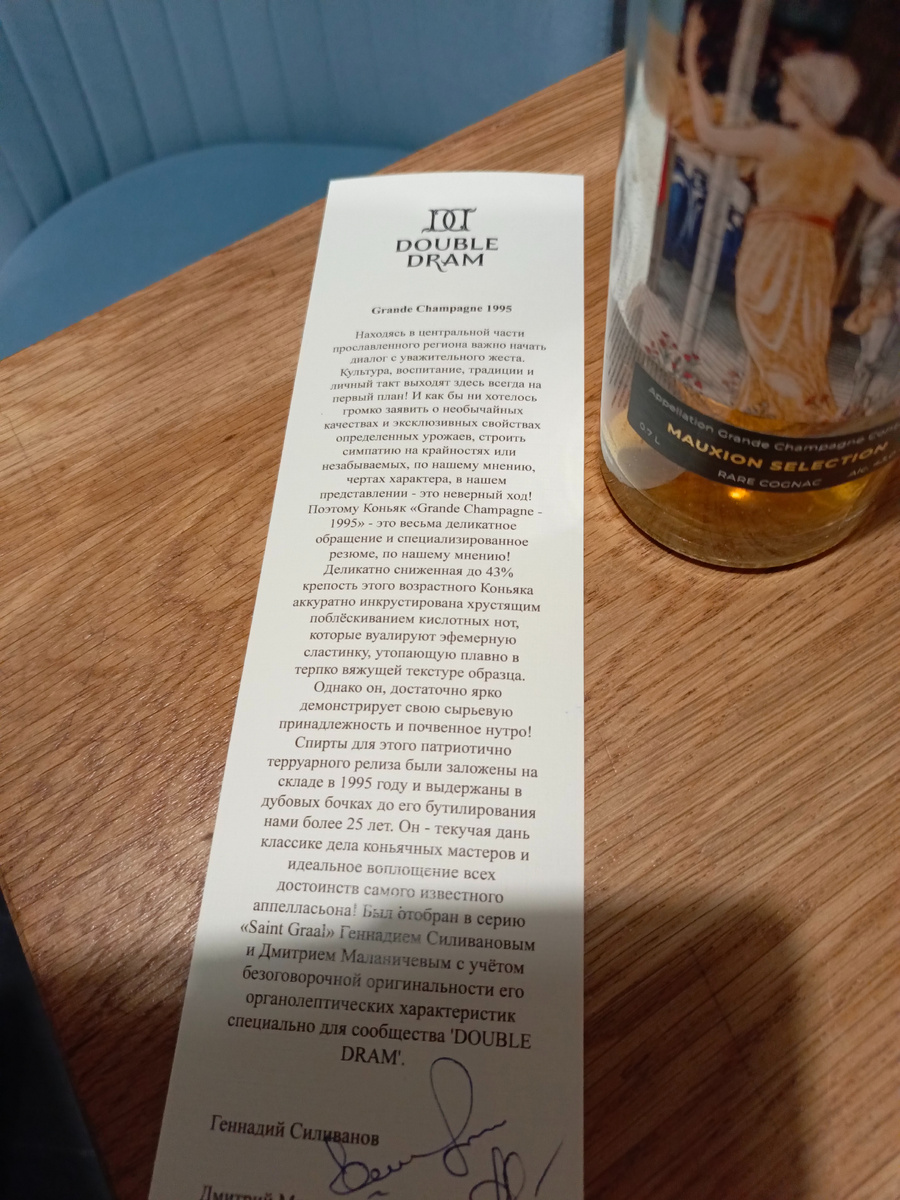 DOUBLE
DRAM
Grande Champagne 1995
Находясь в центральной части
прославленного региона важно начать
диалог с уважительного жеста.
Культура, воспитание, традиции и
личный такт выходят здесь всегда на
первый план! И как бы ни хотелось
громко заявить о необычайных
качествах и эксклюзивных свойствах
определенных урожаев, строить
симпатию на крайностях или
незабываемых, по нашему мнению,
чертах характера, в нашем
представлении - это неверный ход!
Поэтому Коньяк «Grande Champagne -
1995» - это весьма деликатное
обращение и специализированное
резюме, по нашему мнению!
Деликатно сниженная до 43%
крепость этого возрастного Коньяка
аккуратно инкрустирована хрустящим
поблёскиванием кислотных нот,
которые вуалируют эфемерную
сластинку, утопающую плавно в
терпко вяжущей текстуре образца.
Однако он, достаточно ярко
демонстрирует свою сырьевую
принадлежность и почвенное нутро!
Спирты для этого патриотично
терруарного релиза были заложены на
складе в 1995 году и выдержаны в
дубовых бочках до его бутилирования
нами более 25 лет. Он - текучая дань
классике дела коньячных мастеров и
идеальное воплощение всех
достоинств самого известного
аппелласьона! Был отобран в серию
«Saint Graal» Геннадием Силивановым
и Дмитрием Маланичевым с учётом
безоговорочной оригинальности его
органолептических характеристик
специально для сообщества 'DOUBLE
DRAM'.
Геннадий Силиванов
Дмитрий
Appellation Grande Champagne
0.7 L
MAUXION SELECTION
RARE COGNAC